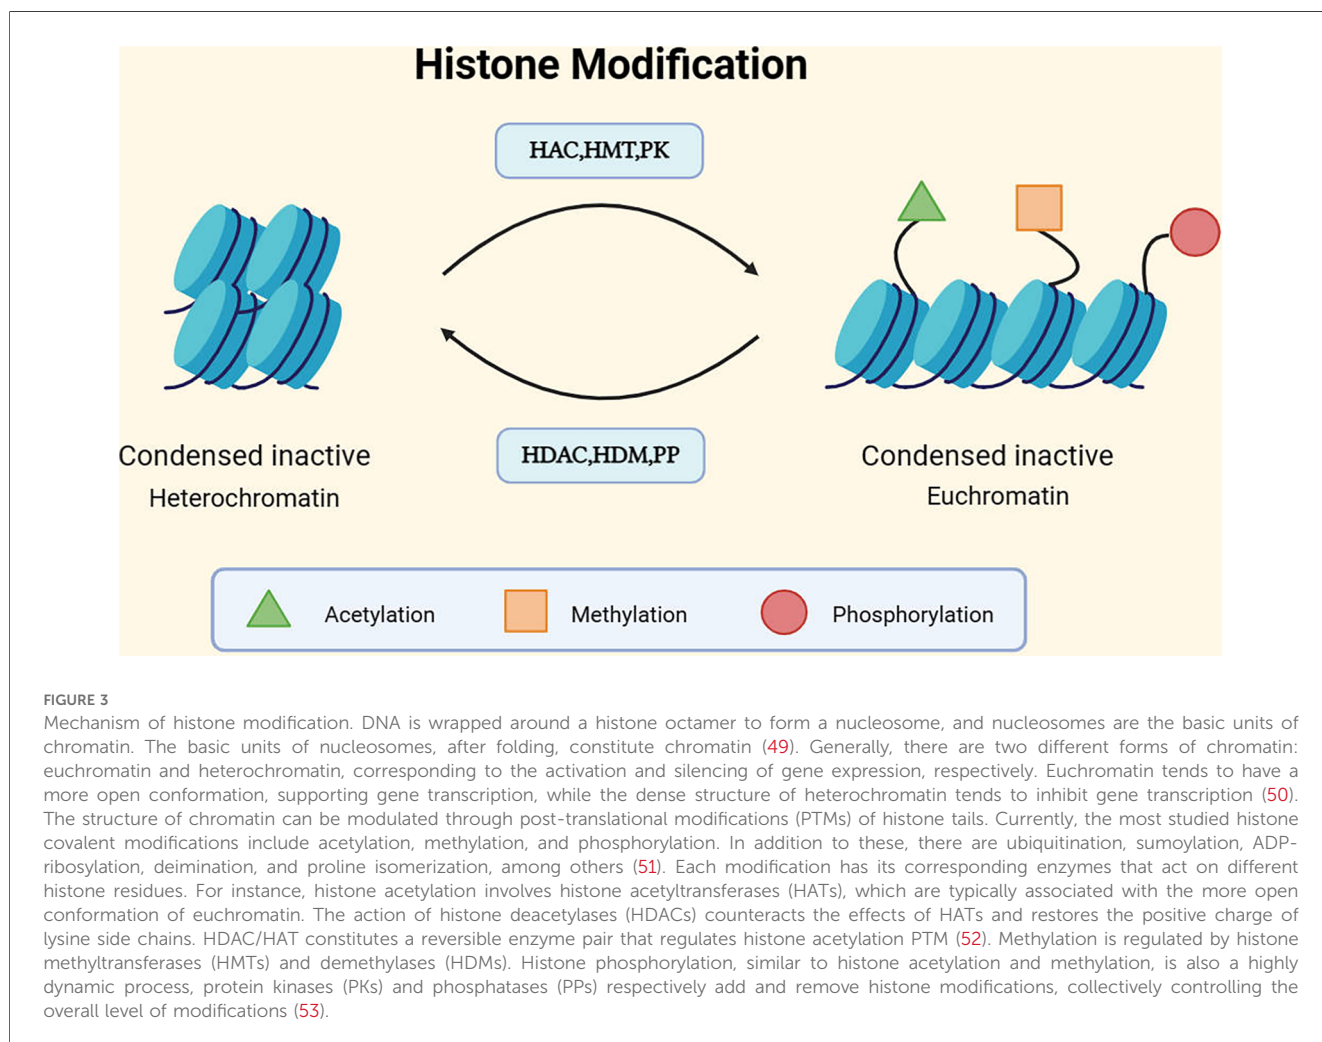 Histone Modification
HAC,HMT,PK
HDAC,HDM,PP
Condensed inactive
Heterochromatin
Condensed inactive
Euchromatin
Acetylation
Methylation
Phosphorylation
FIGURE 3
Mechanism of histone modification. DNA is wrapped around a histone octamer to form a nucleosome, and nucleosomes are the basic units of
chromatin. The basic units of nucleosomes, after folding, constitute chromatin (49). Generally, there are two different forms of chromatin:
euchromatin and heterochromatin, corresponding to the activation and silencing of gene expression, respectively. Euchromatin tends to have a
more open conformation, supporting gene transcription, while the dense structure of heterochromatin tends to inhibit gene transcription (50).
The structure of chromatin can be modulated through post-translational modifications (PTMs) of histone tails. Currently, the most studied histone
covalent modifications include acetylation, methylation, and phosphorylation. In addition to these, there are ubiquitination, sumoylation, ADP-
ribosylation, deimination, and proline isomerization, among others (51). Each modification has its corresponding enzymes that act on different
histone residues. For instance, histone acetylation involves histone acetyltransferases (HATs), which are typically associated with the more open
conformation of euchromatin. The action of histone deacetylases (HDACs) counteracts the effects of HATs and restores the positive charge of
lysine side chains. HDAC/HAT constitutes a reversible enzyme pair that regulates histone acetylation PTM (52). Methylation is regulated by histone
methyltransferases (HMTs) and demethylases (HDMs). Histone phosphorylation, similar to histone acetylation and methylation, is also a highly
dynamic process, protein kinases (PKs) and phosphatases (PPs) respectively add and remove histone modifications, collectively controlling the
overall level of modifications (53).